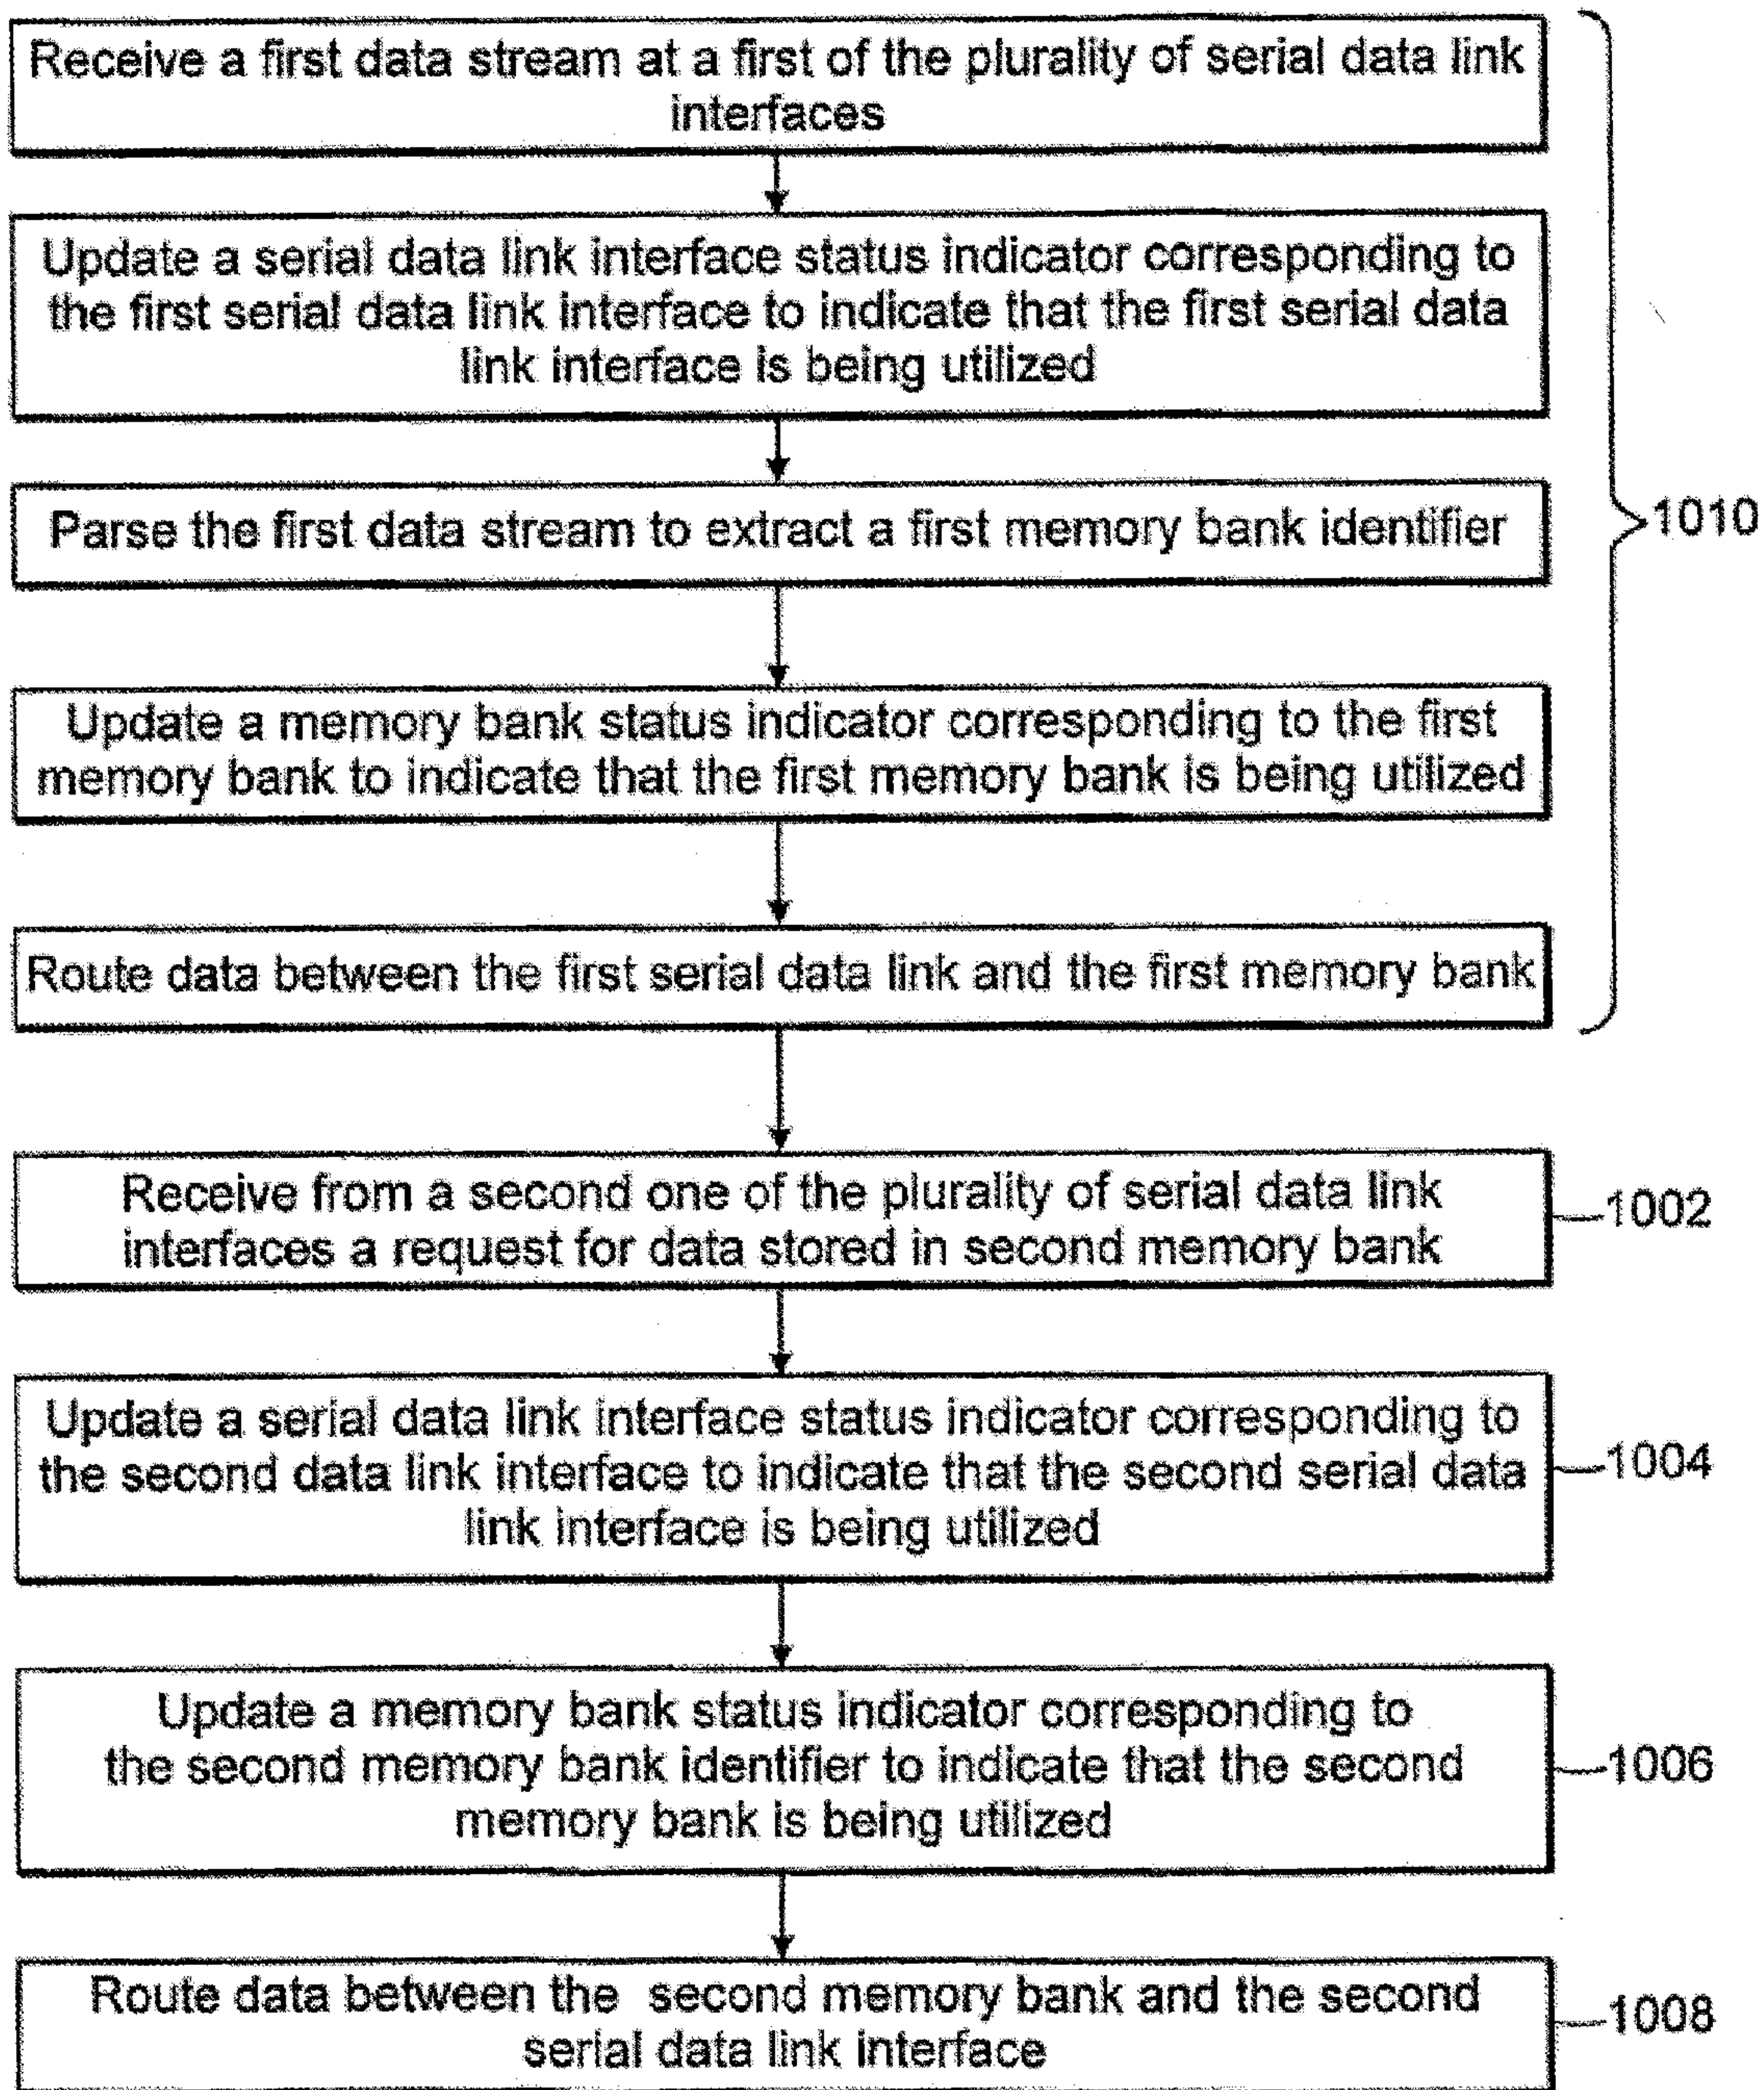 Receive a first data stream at a first of the plurality of serial data link
interfaces
Update a serial data link interface status indicator corresponding to
the first serial data link interface to indicate that the first serial data
link interface is being utilized
Parse the first data stream to extract a first memory bank identifier
1010
Update a memory bank status indicator corresponding to the first
memory bank to indicate that the first memory bank is being utilized
Route data between the first serial data link and the first memory bank
Receive from a second one of the plurality of serial data link
interfaces a request for data stored in second memory bank
1002
Update a serial data link interface status indicator corresponding to
the second data link interface to indicate that the second serial data
link interface is being utilized
1004
Update a memory bank status indicator corresponding to
the second memory bank identifier to indicate that the second
memory bank is being utilized
1006
Route data between the second memory bank and the second
serial data link interface
1008